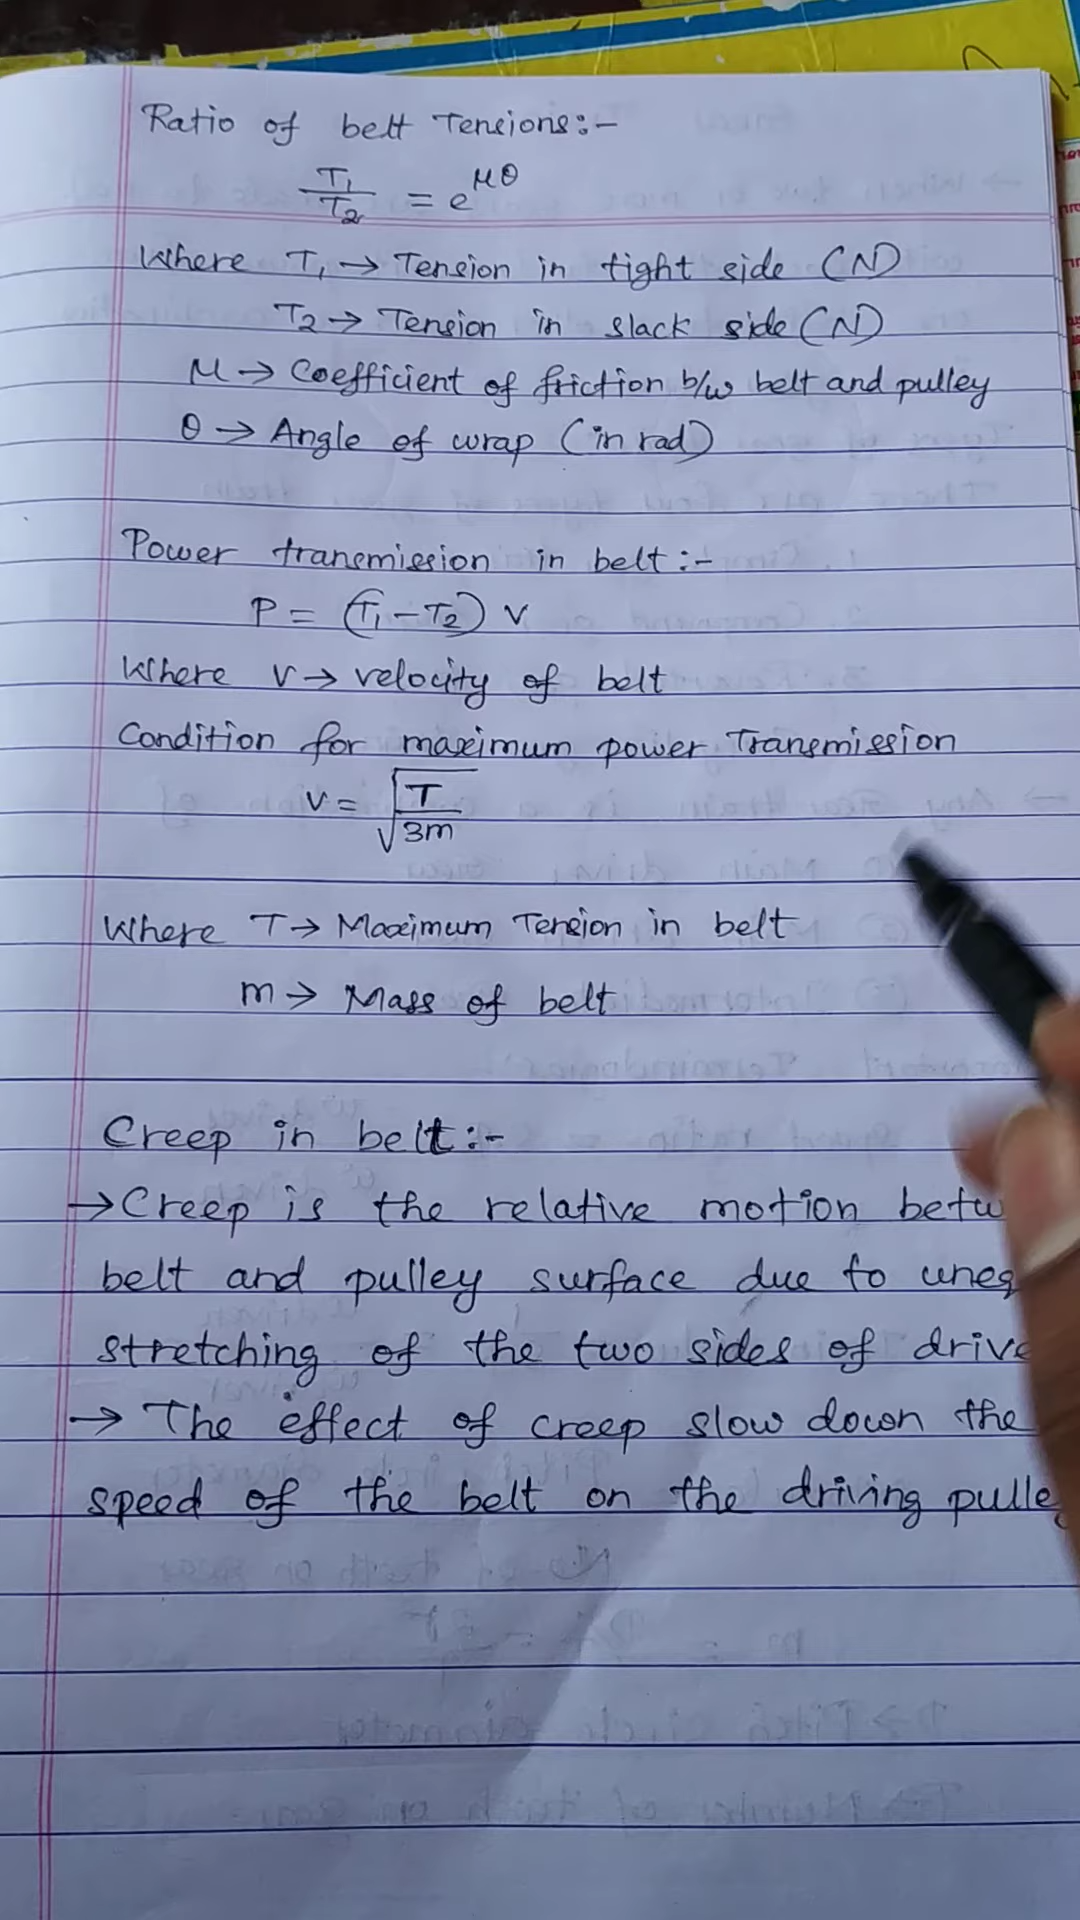 Ratio of belt Tensions:-
T1/T2 = e^μθ
Where T1 → Tension in tight side (N)
T2 → Tension in slack side (N)
μ → Coefficient of friction b/w belt and pulley
θ → Angle of wrap (in rad)
Power transmission in belt :-
P = (T1 - T2) v
Where v → velocity of belt
Condition for maximum power Transmission
v = √(T/3m)
Where T → Maximum Tension in belt
m → Mass of belt
Creep in belt :-
→ Creep is the relative motion betw
belt and pulley surface due to uneq
stretching of the two sides of drive
→ The effect of creep slow down the
speed of the belt on the driving pulle